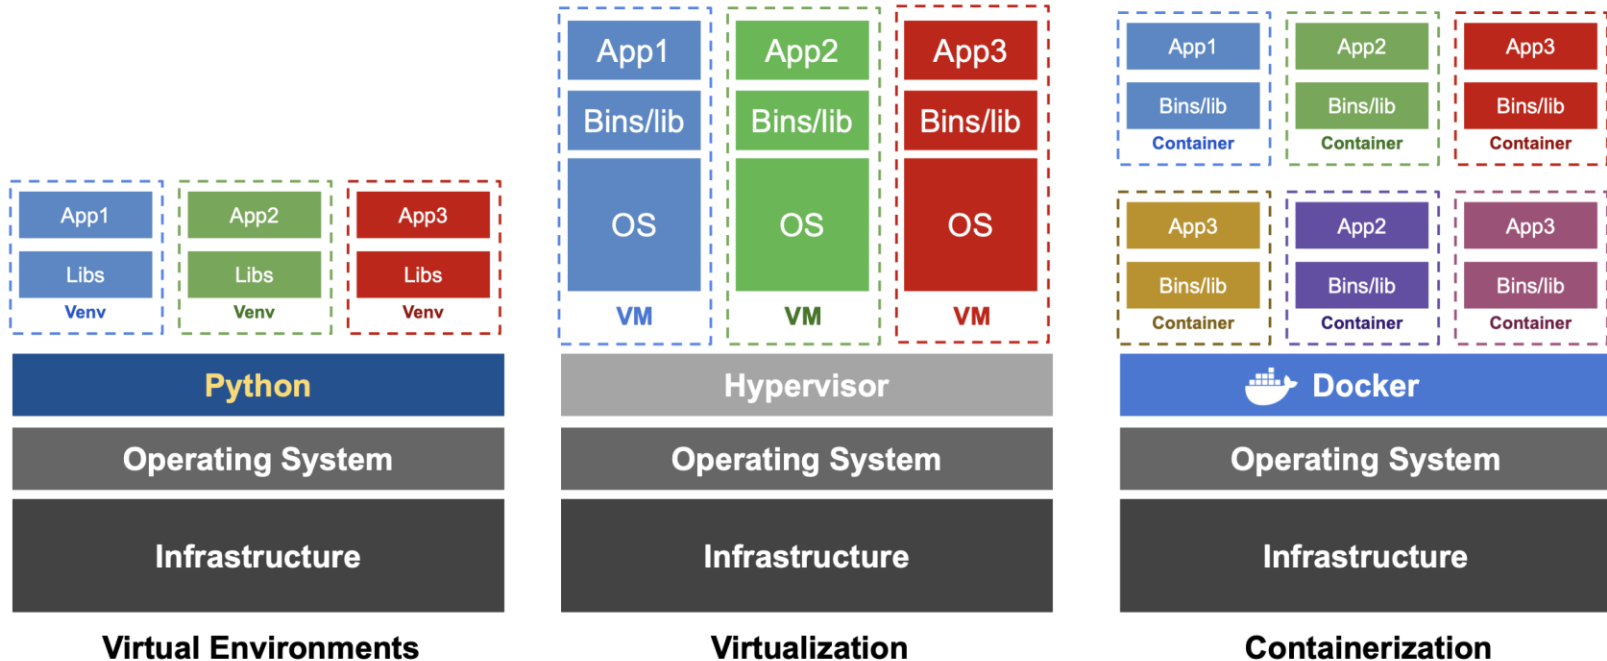 App1
Libs
Venv
App2
Libs
Venv
App3
Libs
Venv
Python
Operating System
Infrastructure
Virtual Environments
App1
Bins/lib
OS
VM
App2
Bins/lib
OS
VM
App3
Bins/lib
OS
VM
Hypervisor
Operating System
Infrastructure
Virtualization
App1
Bins/lib
Container
App2
Bins/lib
Container
App3
Bins/lib
Container
App3
Bins/lib
Container
App2
Bins/lib
Container
App3
Bins/lib
Container
Docker
Operating System
Infrastructure
Containerization